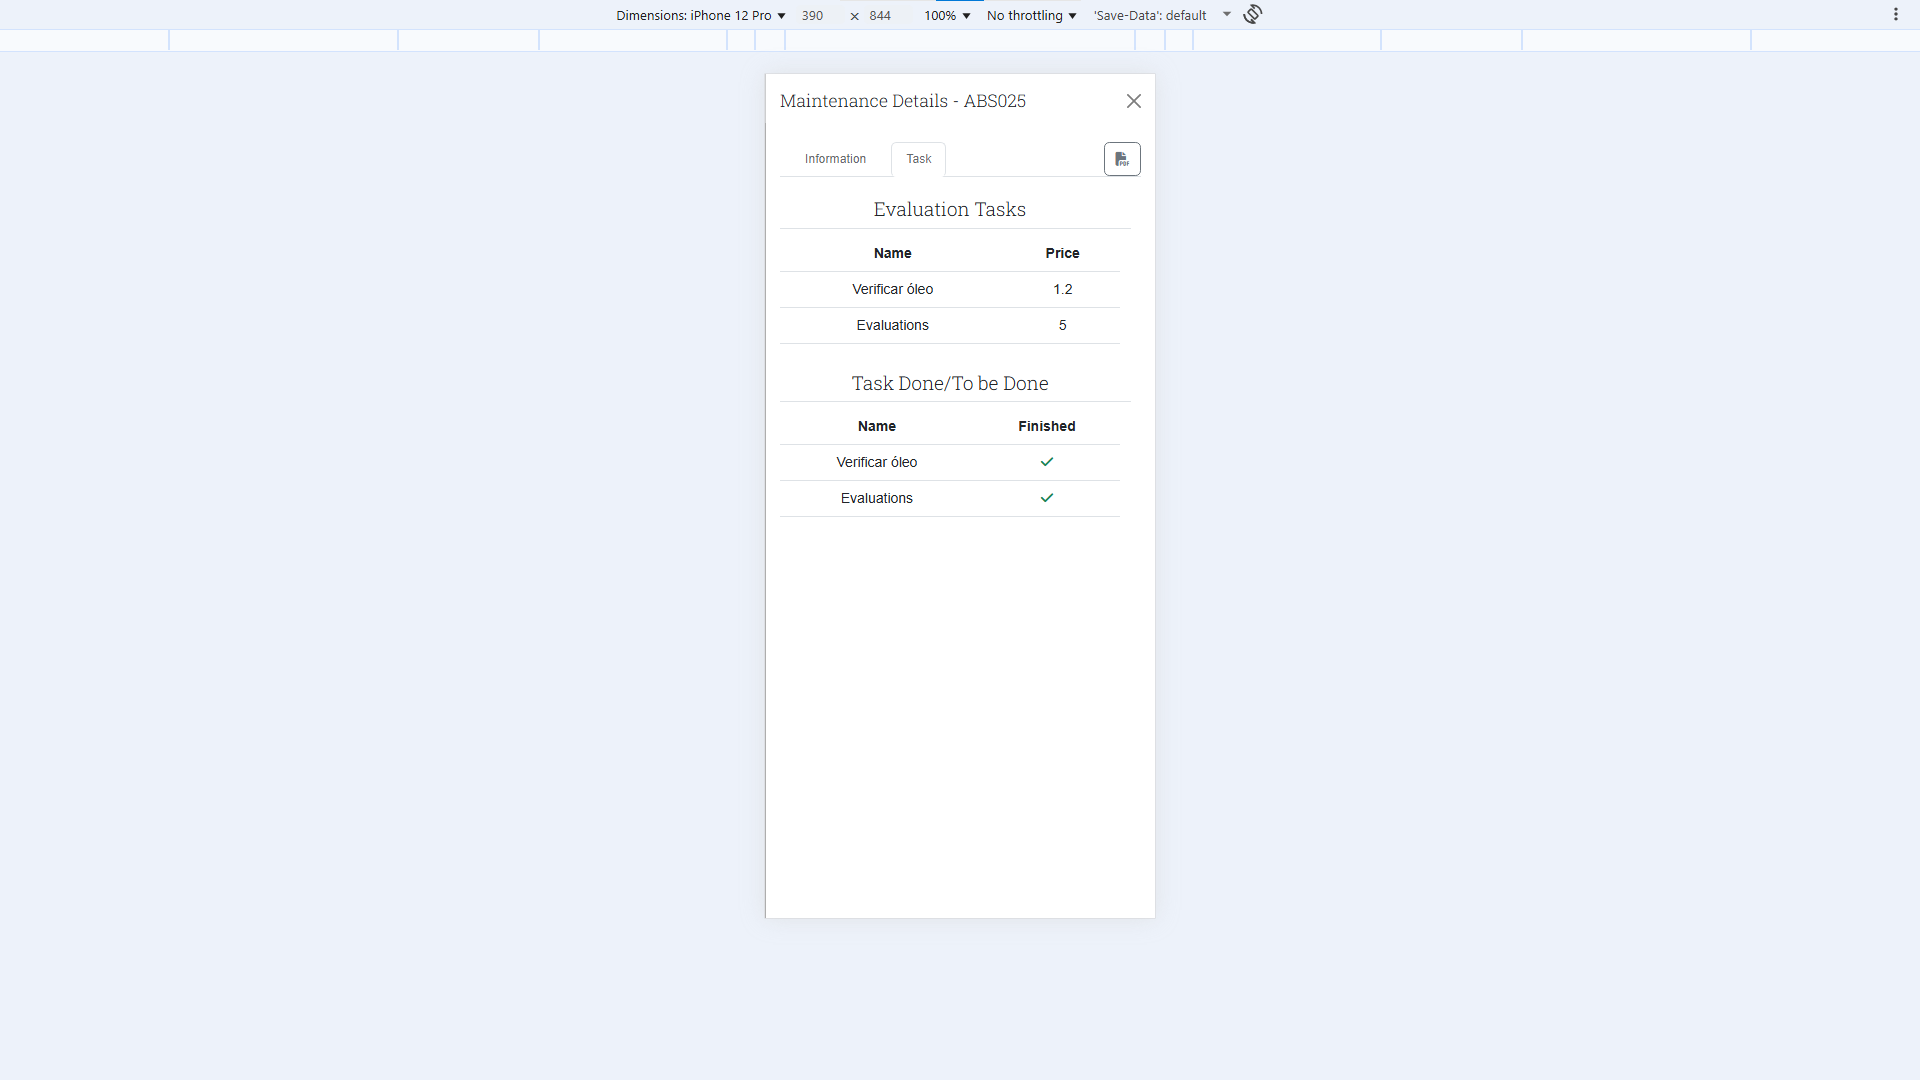 Dimensions: iPhone 12 Pro 390 × 844 100% No throttling 'Save-Data': default
Maintenance Details - ABS025
Information Task PDF
Evaluation Tasks
Name Price
Verificar óleo 1.2
Evaluations 5
Task Done/To be Done
Name Finished
Verificar óleo
Evaluations